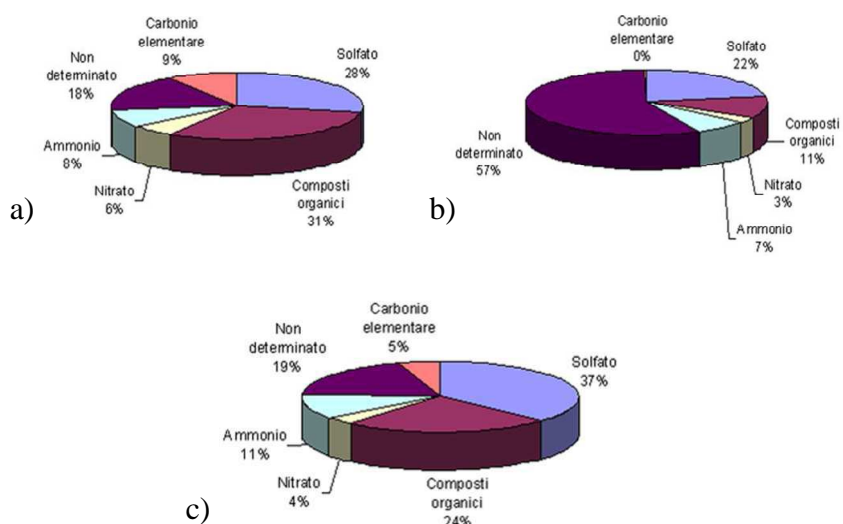 Carbonio
elementare
9%
Solfato
28%
Non
determinato
18%
Ammonio
8%
Nitrato
6%
Composti
organici
31%
a)
Carbonio
elementare
0%
Solfato
22%
Composti
organici
11%
Non
determinato
57%
Nitrato
3%
Ammonio
7%
b)
Carbonio
elementare
5%
Non
determinato
19%
Solfato
37%
Ammonio
11%
Nitrato
4%
Composti
organici
24%
c)